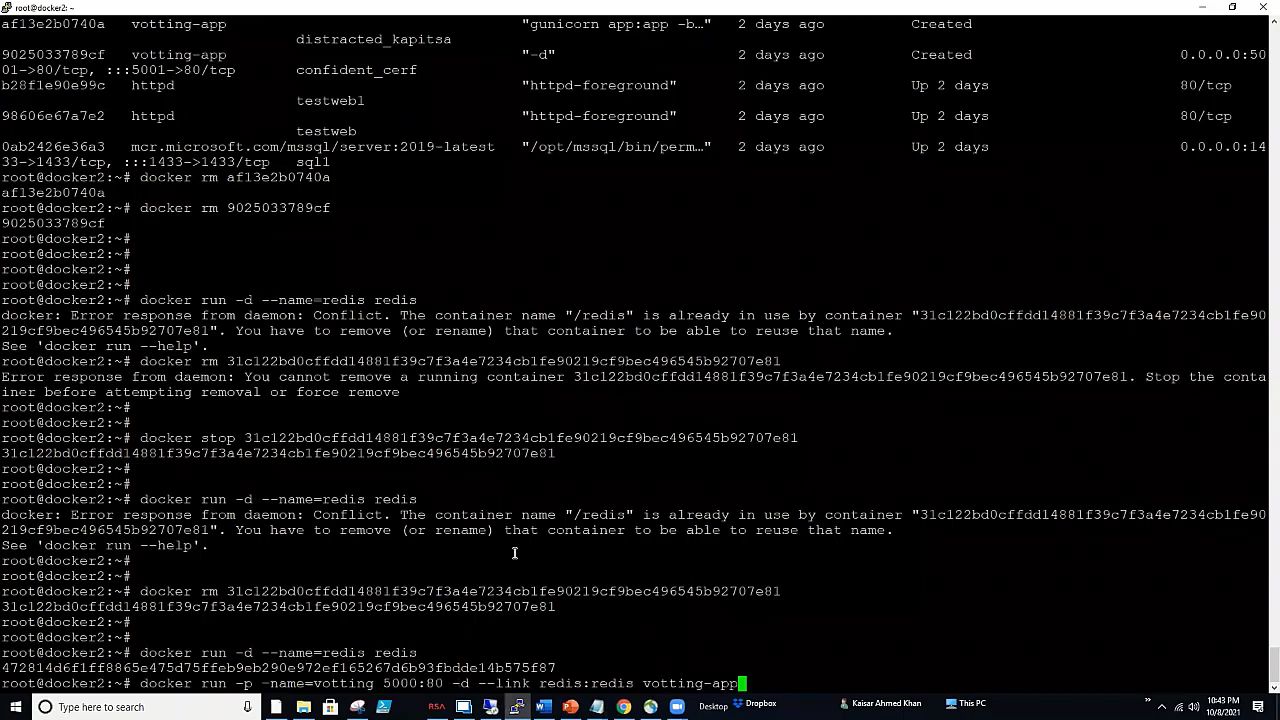 root@docker2: ~
af13e2b0740a   votting-app                                  "gunicorn app:app -b…"   2 days ago      Created
distracted_kapitsa
9025033789cf   votting-app                                  "-d"                     2 days ago      Created              0.0.0.0:50
01->80/tcp, :::5001->80/tcp       confident_cerf
b28f1e90e99c   httpd                                        "httpd-foreground"       2 days ago      Up 2 days            80/tcp
testweb1
98606e67a7e2   httpd                                        "httpd-foreground"       2 days ago      Up 2 days            80/tcp
testweb
0ab2426e36a3   mcr.microsoft.com/mssql/server:2019-latest   "/opt/mssql/bin/perm…"   2 days ago      Up 2 days            0.0.0.0:14
33->1433/tcp, :::1433->1433/tcp   sql1
root@docker2:~# docker rm af13e2b0740a
af13e2b0740a
root@docker2:~# docker rm 9025033789cf
9025033789cf
root@docker2:~#
root@docker2:~#
root@docker2:~#
root@docker2:~#
root@docker2:~# docker run -d --name=redis redis
docker: Error response from daemon: Conflict. The container name "/redis" is already in use by container "31c122bd0cffdd14881f39c7f3a4e7234cb1fe90
219cf9bec496545b92707e81". You have to remove (or rename) that container to be able to reuse that name.
See 'docker run --help'.
root@docker2:~# docker rm 31c122bd0cffdd14881f39c7f3a4e7234cb1fe90219cf9bec496545b92707e81
Error response from daemon: You cannot remove a running container 31c122bd0cffdd14881f39c7f3a4e7234cb1fe90219cf9bec496545b92707e81. Stop the conta
iner before attempting removal or force remove
root@docker2:~#
root@docker2:~#
root@docker2:~# docker stop 31c122bd0cffdd14881f39c7f3a4e7234cb1fe90219cf9bec496545b92707e81
31c122bd0cffdd14881f39c7f3a4e7234cb1fe90219cf9bec496545b92707e81
root@docker2:~#
root@docker2:~#
root@docker2:~# docker run -d --name=redis redis
docker: Error response from daemon: Conflict. The container name "/redis" is already in use by container "31c122bd0cffdd14881f39c7f3a4e7234cb1fe90
219cf9bec496545b92707e81". You have to remove (or rename) that container to be able to reuse that name.
See 'docker run --help'.
root@docker2:~#
root@docker2:~#
root@docker2:~# docker rm 31c122bd0cffdd14881f39c7f3a4e7234cb1fe90219cf9bec496545b92707e81
31c122bd0cffdd14881f39c7f3a4e7234cb1fe90219cf9bec496545b92707e81
root@docker2:~#
root@docker2:~#
root@docker2:~# docker run -d --name=redis redis
472814d6f1ff8865e475d75ffeb9eb290e972ef165267d6b93fbdde14b575f87
root@docker2:~# docker run -p -name=votting 5000:80 -d --link redis:redis votting-app
Type here to search
RSA
Desktop
Dropbox
Kaisar Ahmed Khan
This PC
10:43 PM
10/8/2021